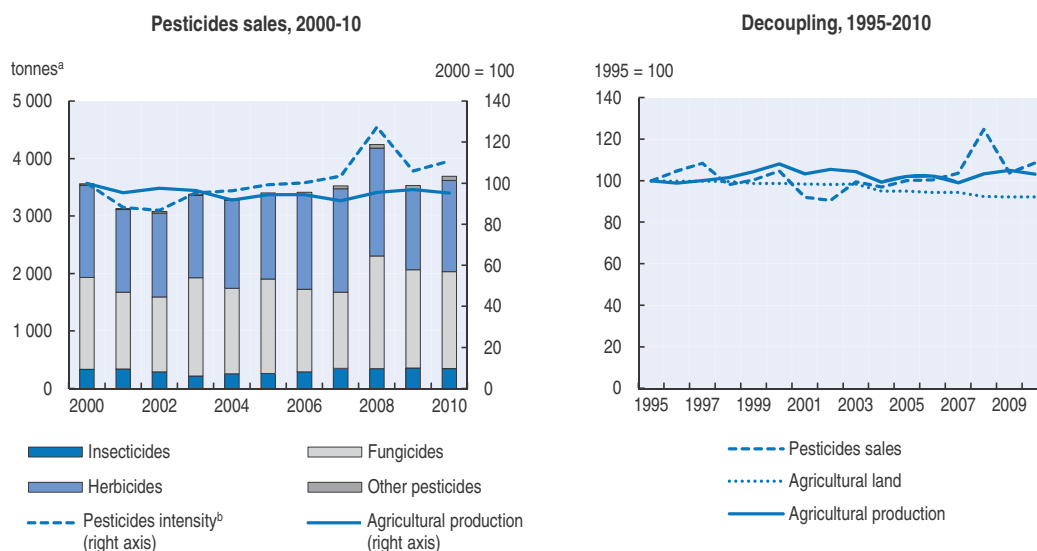 Pesticides sales, 2000-10
tonnesᵃ
2000 = 100
5 000
4 000
3 000
2 000
1 000
0
140
120
100
80
60
40
20
0
2000
2002
2004
2006
2008
2010
Insecticides
Fungicides
Herbicides
Other pesticides
Pesticides intensityᵇ
(right axis)
Agricultural production
(right axis)
Decoupling, 1995-2010
1995 = 100
140
120
100
80
60
40
20
0
1995
1997
1999
2001
2003
2005
2007
2009
Pesticides sales
Agricultural land
Agricultural production